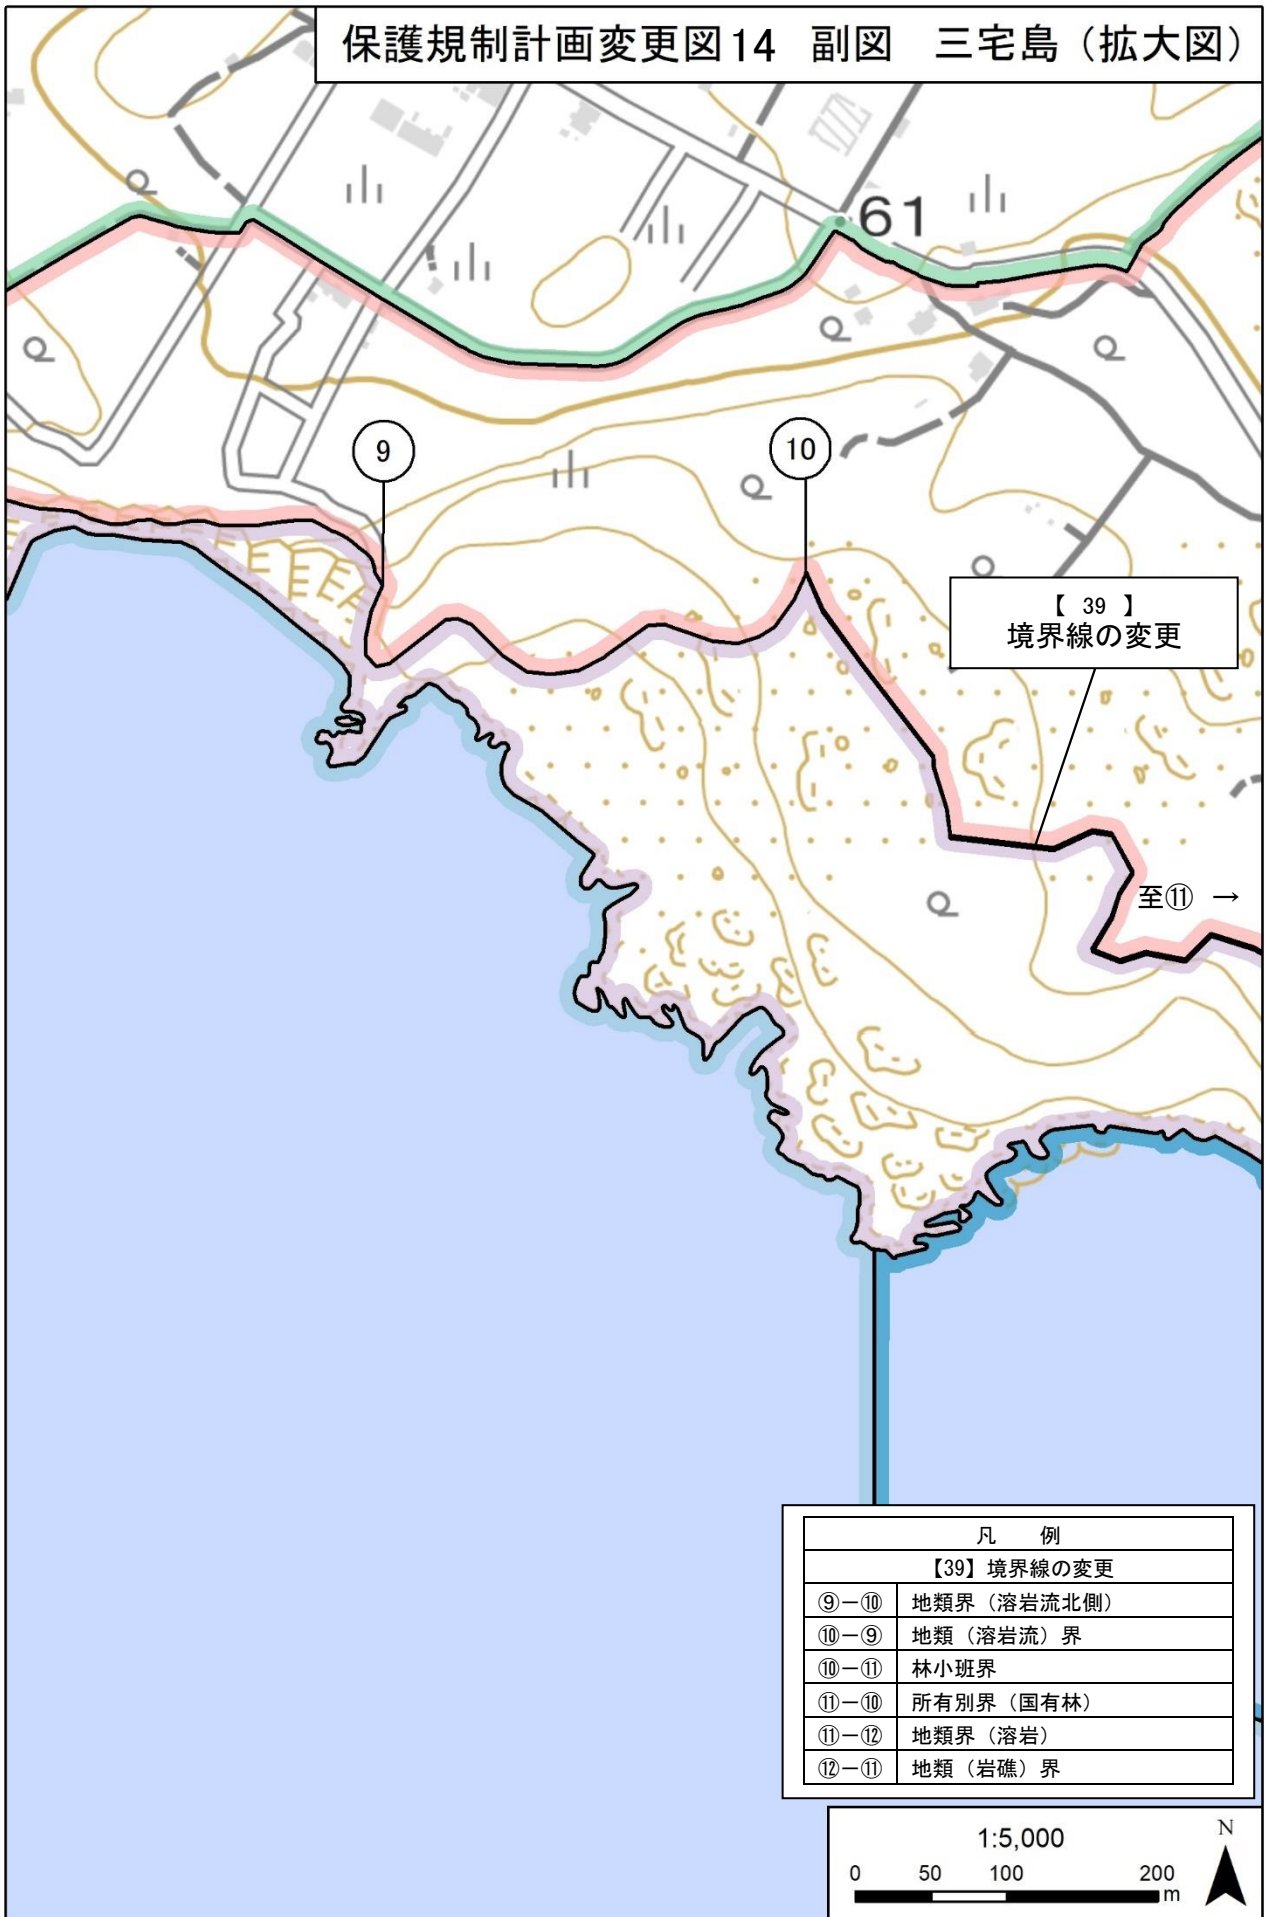 保護規制計画変更図14 副図 三宅島（拡大図）
61
9
10
【 39 】
境界線の変更
至⑪ →
凡 例
【39】境界線の変更
⑨－⑩ 地類界（溶岩流北側）
⑩－⑨ 地類（溶岩流）界
⑩－⑪ 林小班界
⑪－⑩ 所有別界（国有林）
⑪－⑫ 地類界（溶岩）
⑫－⑪ 地類（岩礁）界
1:5,000
N
0 50 100 200
m